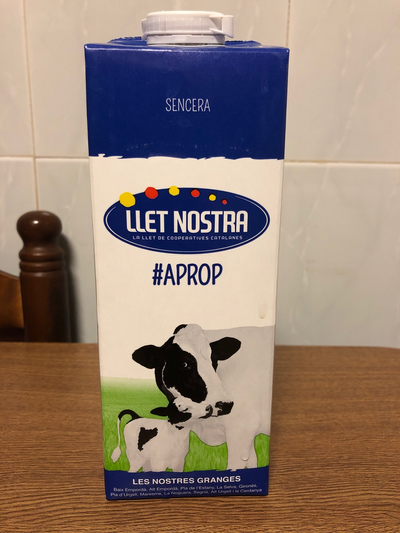 SENCERA
LLET NOSTRA
LA LLET DE COOPERATIVES CATALANES
#APROP
LES NOSTRES GRANGES
Baix Empordà, Alt Empordà, Pla de l'Estany, La Selva, Gironès,
Pla d'Urgell, Maresme, La Noguera, Segrià, Alt Urgell i la Cerdanya